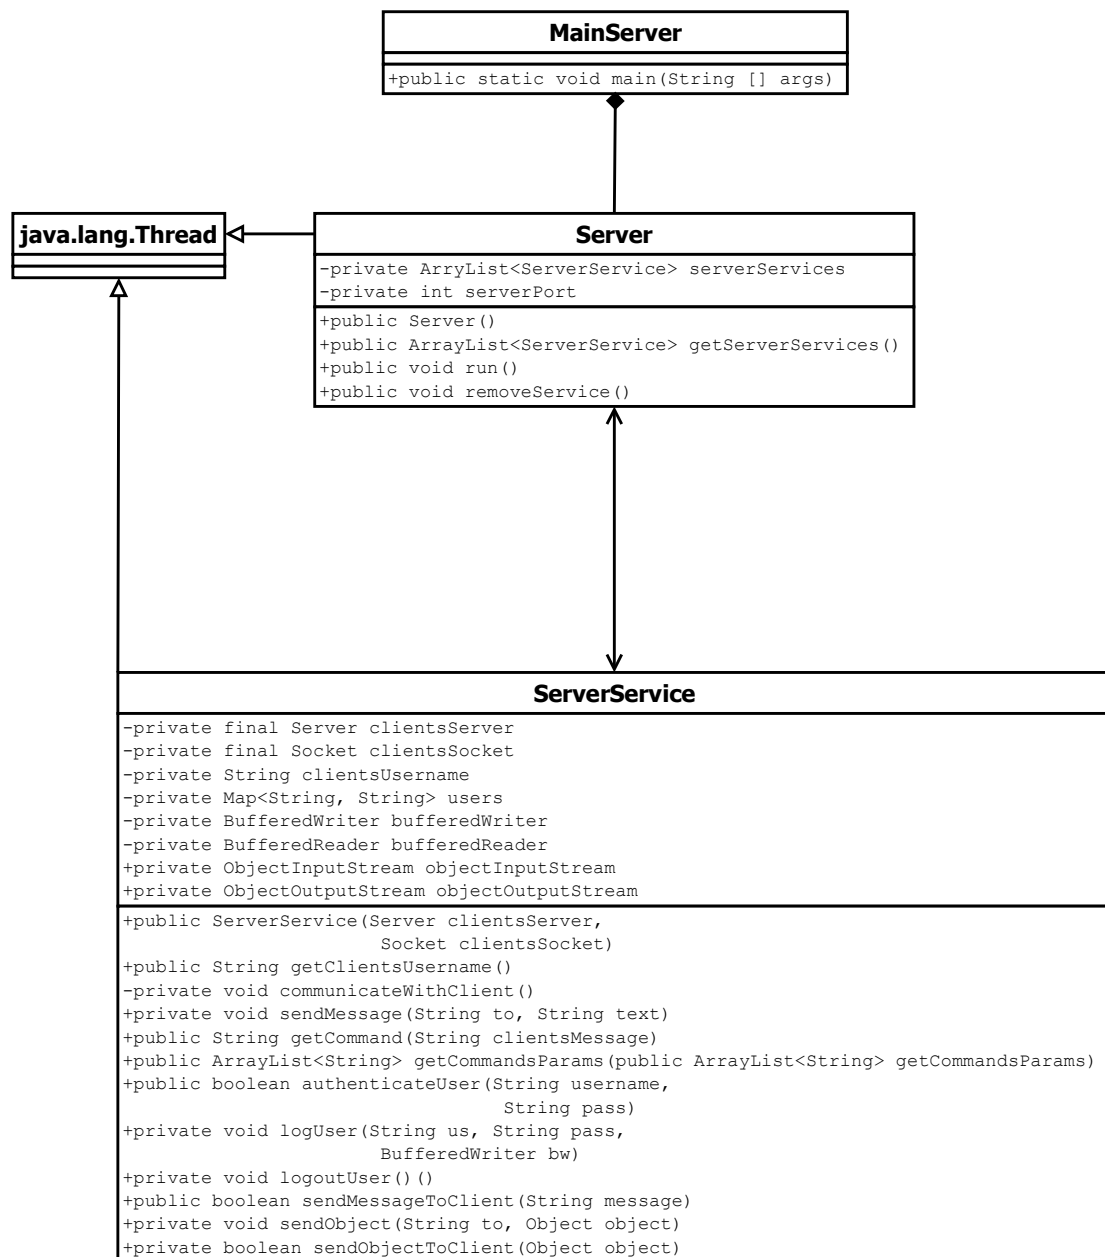 MainServer
+public static void main(String [] args)
java.lang.Thread
Server
-private ArryList<ServerService> serverServices
-private int serverPort
+public Server()
+public ArrayList<ServerService> getServerServices()
+public void run()
+public void removeService()
ServerService
-private final Server clientsServer
-private final Socket clientsSocket
-private String clientsUsername
-private Map<String, String> users
-private BufferedWriter bufferedWriter
-private BufferedReader bufferedReader
+private ObjectInputStream objectInputStream
+private ObjectOutputStream objectOutputStream
+public ServerService(Server clientsServer,
Socket clientsSocket)
+public String getClientsUsername()
-private void communicateWithClient()
+private void sendMessage(String to, String text)
+public String getCommand(String clientsMessage)
+public ArrayList<String> getCommandsParams(public ArrayList<String> getCommandsParams)
+public boolean authenticateUser(String username,
String pass)
+private void logUser(String us, String pass,
BufferedWriter bw)
+private void logoutUser()()
+public boolean sendMessageToClient(String message)
+private void sendObject(String to, Object object)
+private boolean sendObjectToClient(Object object)